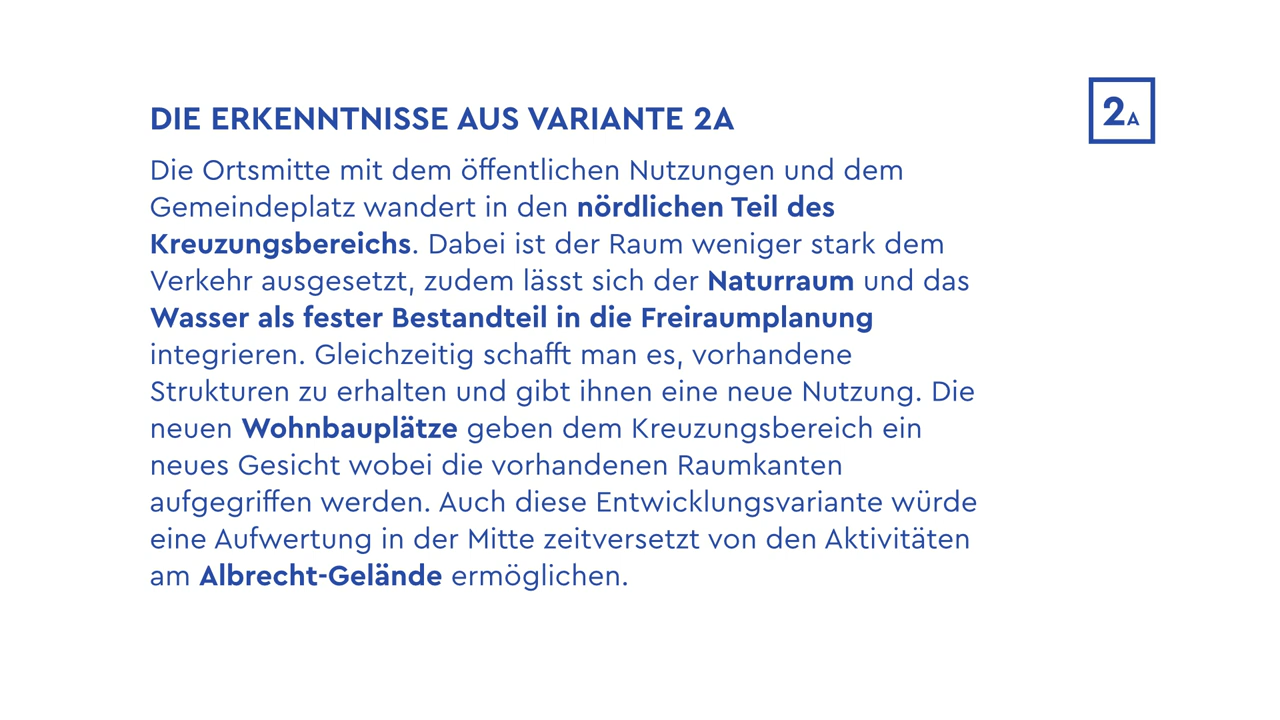 DIE ERKENNTNISSE AUS VARIANTE 2A
2A
Die Ortsmitte mit dem öffentlichen Nutzungen und dem
Gemeindeplatz wandert in den nördlichen Teil des
Kreuzungsbereichs. Dabei ist der Raum weniger stark dem
Verkehr ausgesetzt, zudem lässt sich der Naturraum und das
Wasser als fester Bestandteil in die Freiraumplanung
integrieren. Gleichzeitig schafft man es, vorhandene
Strukturen zu erhalten und gibt ihnen eine neue Nutzung. Die
neuen Wohnbauplätze geben dem Kreuzungsbereich ein
neues Gesicht wobei die vorhandenen Raumkanten
aufgegriffen werden. Auch diese Entwicklungsvariante würde
eine Aufwertung in der Mitte zeitversetzt von den Aktivitäten
am Albrecht-Gelände ermöglichen.